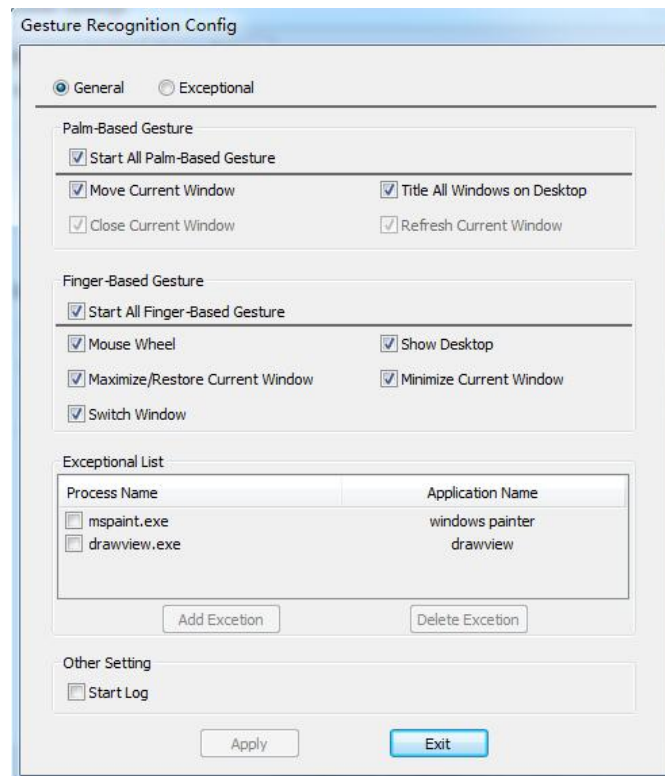 Gesture Recognition Config
General Exceptional
Palm-Based Gesture
Start All Palm-Based Gesture
Move Current Window Title All Windows on Desktop
Close Current Window Refresh Current Window
Finger-Based Gesture
Start All Finger-Based Gesture
Mouse Wheel Show Desktop
Maximize/Restore Current Window Minimize Current Window
Switch Window
Exceptional List
Process Name Application Name
mspaint.exe windows painter
drawview.exe drawview
Add Excetion Delete Excetion
Other Setting
Start Log
Apply Exit